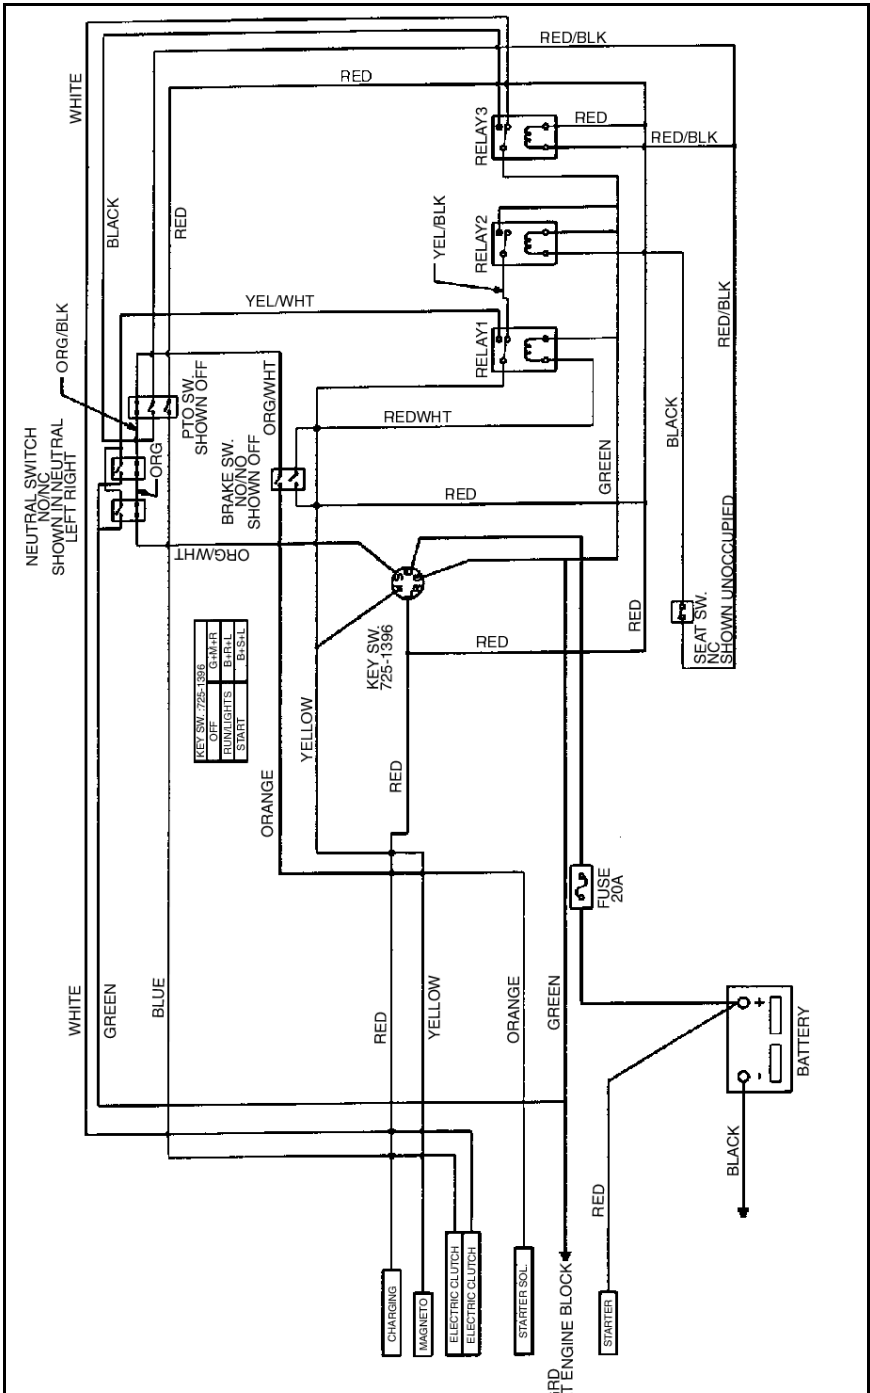 RED/BLK
RED
WHITE
RELAY3
RED
RED/BLK
BLACK
RED
YEL/BLK
RELAY2
YEL/WHT
RED/BLK
ORG/BLK
RELAY1
PTO SW.
SHOWN OFF
ORG/WHT
REDWHT
BLACK
NEUTRAL SWITCH
NO/NC
SHOWN IN NEUTRAL
LEFT RIGHT
ORG
BRAKE SW.
NO/NO
SHOWN OFF
GREEN
RED
ORG/WHT
S
B
G
M
L
R
KEY SW.
725-1396
RED
RED
SEAT SW.
NC
SHOWN UNOCCUPIED
KEY SW. :725-1396
OFF G+M+R
RUN/LIGHTS B+R+L
START B+S+L
YELLOW
RED
ORANGE
FUSE
20A
WHITE
GREEN
BLUE
RED
YELLOW
ORANGE
GREEN
+
-
BATTERY
BLACK
RED
CHARGING
MAGNETO
ELECTRIC CLUTCH
ELECTRIC CLUTCH
STARTER SOL.
T ENGINE BLOCK
STARTER